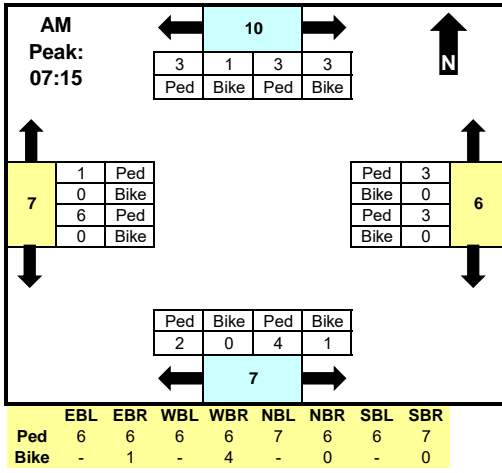 AM
Peak:
07:15
10
N
3 1 3 3
Ped Bike Ped Bike
7
1 Ped
0 Bike
6 Ped
0 Bike
Ped 3
Bike 0
Ped 3
Bike 0
6
Ped Bike Ped Bike
2 0 4 1
7
EBL EBR WBL WBR NBL NBR SBL SBR
Ped 6 6 6 6 7 6 6 7
Bike - 1 - 4 - 0 - 0